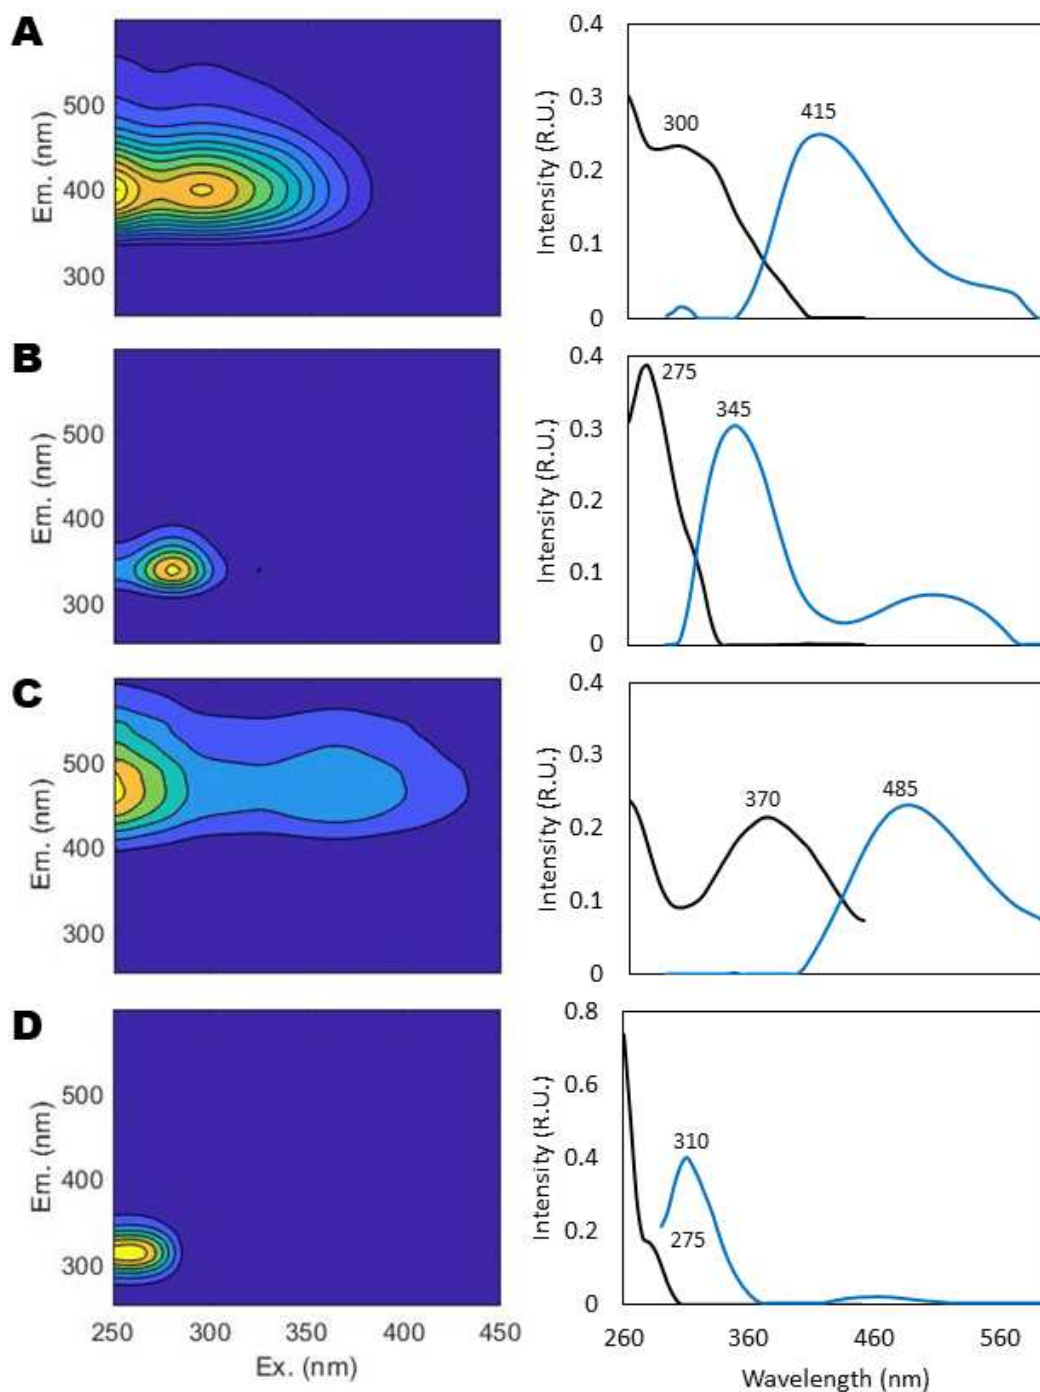 A
Em. (nm)
500
400
300
Intensity (R.U.)
0.4
0.3
0.2
0.1
0
300
415
B
Em. (nm)
500
400
300
Intensity (R.U.)
0.4
0.3
0.2
0.1
0
275
345
C
Em. (nm)
500
400
300
Intensity (R.U.)
0.4
0.3
0.2
0.1
0
370
485
D
Em. (nm)
500
400
300
250 300 350 400 450
Ex. (nm)
Intensity (R.U.)
0.8
0.6
0.4
0.2
0
310
275
260 360 460 560
Wavelength (nm)